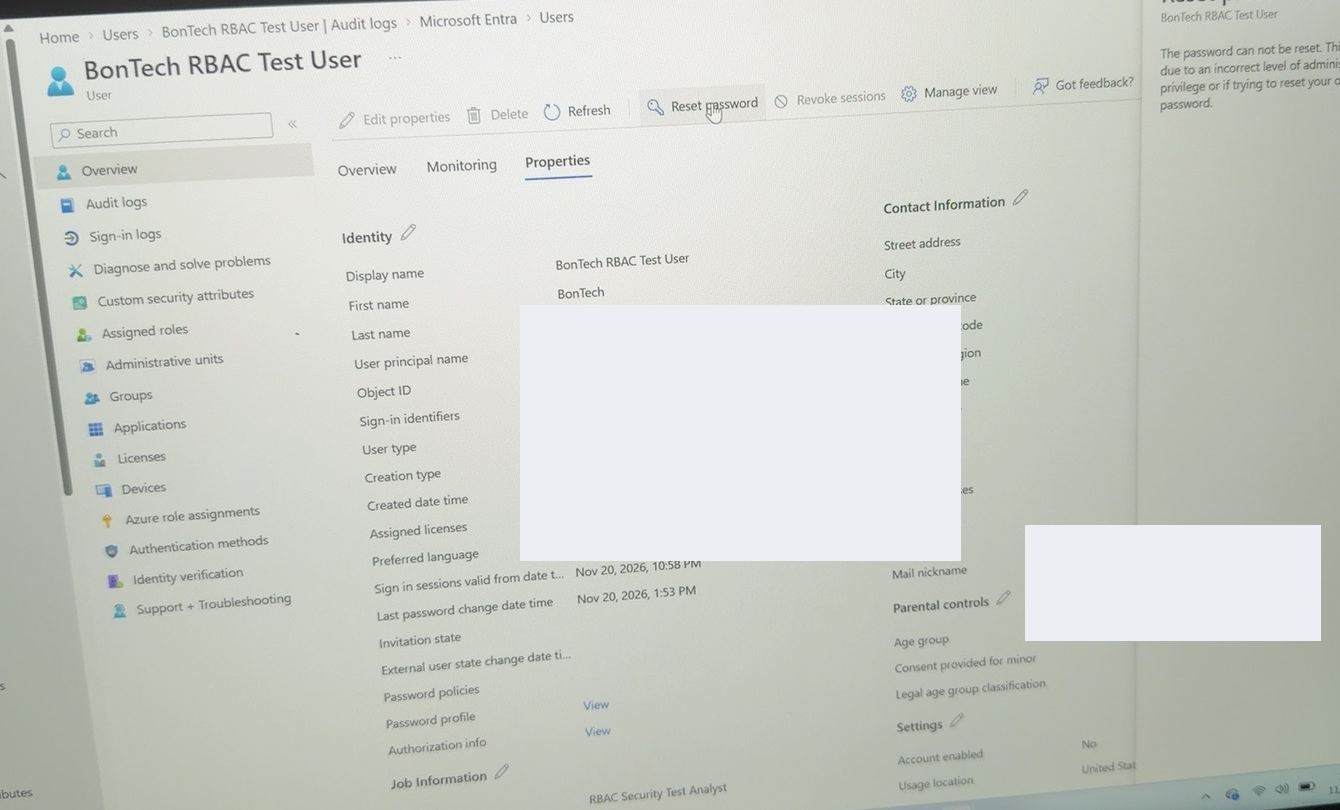 Home > Users > BonTech RBAC Test User | Audit logs > Microsoft Entra > Users
BonTech RBAC Test User
...
User
Search
«
Overview
Audit logs
Sign-in logs
Diagnose and solve problems
Custom security attributes
Assigned roles
Administrative units
Groups
Applications
Licenses
Devices
Azure role assignments
Authentication methods
Identity verification
Support + Troubleshooting
Edit properties
Delete
Refresh
Reset password
Revoke sessions
Manage view
Got feedback?
Overview
Monitoring
Properties
Identity
Display name BonTech RBAC Test User
First name BonTech
Last name
User principal name
Object ID
Sign-in identifiers
User type
Creation type
Created date time
Assigned licenses
Preferred language
Sign in sessions valid from date t... Nov 20, 2026, 10:58 PM
Last password change date time Nov 20, 2026, 1:53 PM
Invitation state
External user state change date ti...
Password policies
Password profile View
Authorization info View
Job Information
RBAC Security Test Analyst
Contact Information
Street address
City
State or province
Mail nickname
Parental controls
Age group
Consent provided for minor
Legal age group classification
Settings
Account enabled No
Usage location United Stat
BonTech RBAC Test User
The password can not be reset.
due to an incorrect level of
privilege or if trying to reset your
password.